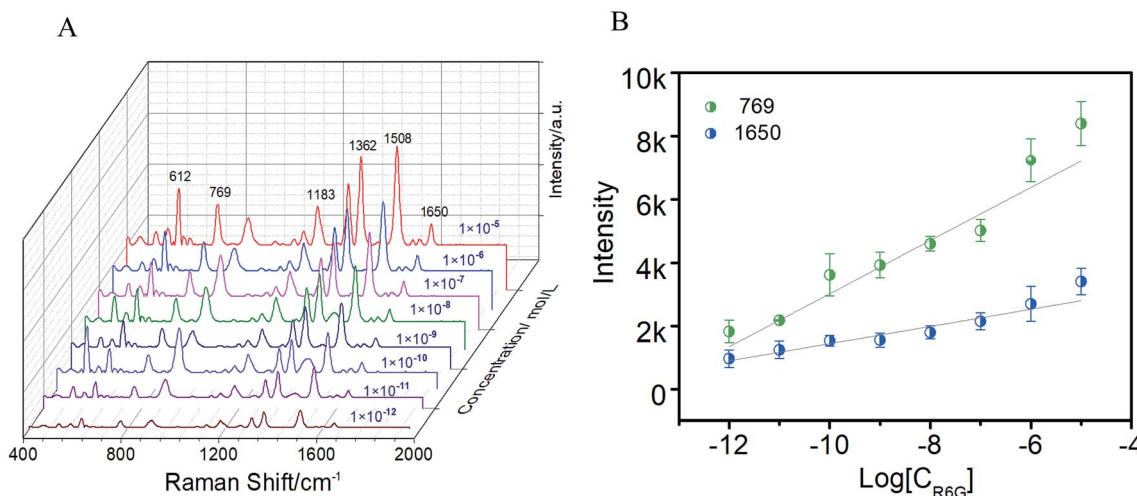 A
612
769
1183
1362
1508
1650
1×10-5
1×10-6
1×10-7
1×10-8
1×10-9
1×10-10
1×10-11
1×10-12
400
800
1200
1600
2000
Raman Shift/cm-1
Concentration/ mol/L
Intensity/a.u.
B
10k
8k
6k
4k
2k
0
Intensity
769
1650
-12
-10
-8
-6
-4
Log[CR6G]